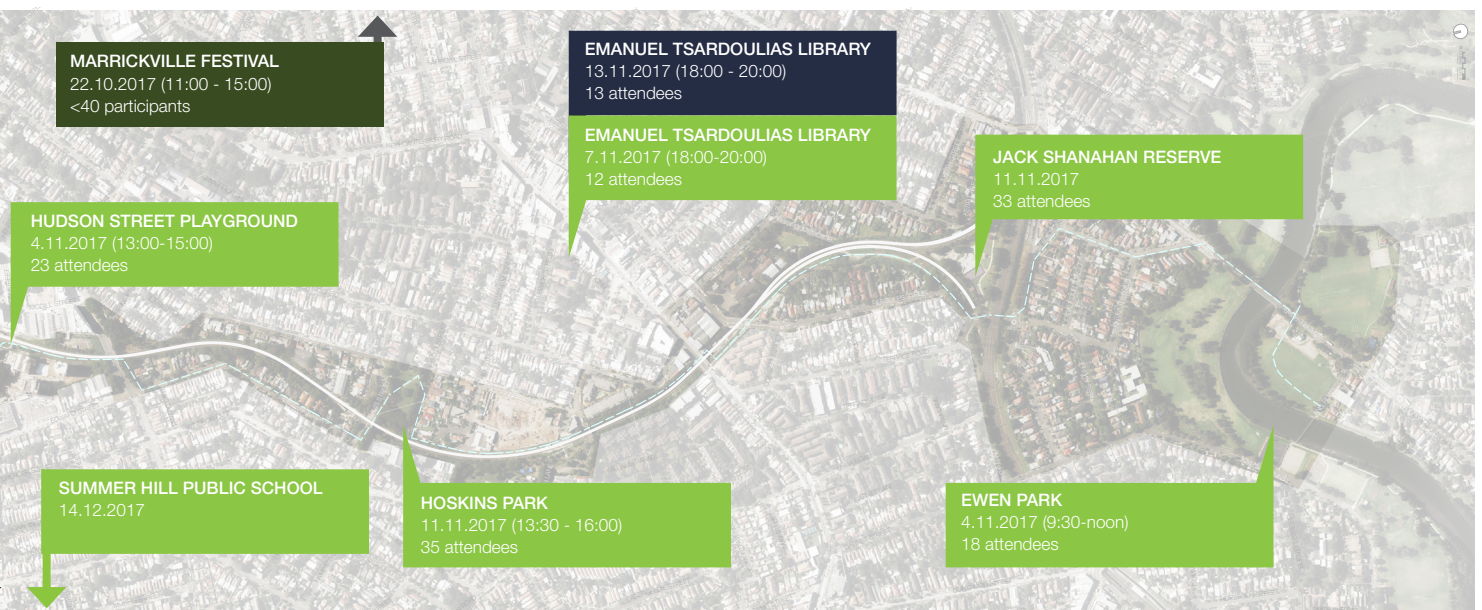 MARRICKVILLE FESTIVAL
22.10.2017 (11:00 - 15:00)
<40 participants
EMANUEL TSARDOULIAS LIBRARY
13.11.2017 (18:00 - 20:00)
13 attendees
EMANUEL TSARDOULIAS LIBRARY
7.11.2017 (18:00-20:00)
12 attendees
JACK SHANAHAN RESERVE
11.11.2017
33 attendees
HUDSON STREET PLAYGROUND
4.11.2017 (13:00-15:00)
23 attendees
SUMMER HILL PUBLIC SCHOOL
14.12.2017
HOSKINS PARK
11.11.2017 (13:30 - 16:00)
35 attendees
EWEN PARK
4.11.2017 (9:30-noon)
18 attendees